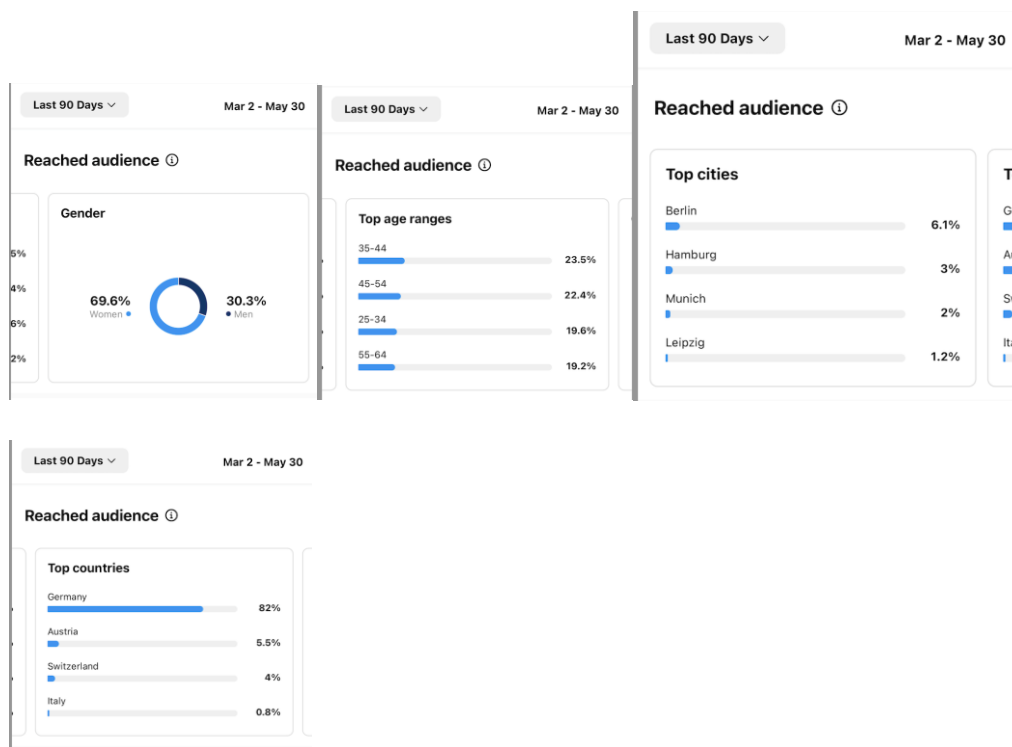 Last 90 Days
Mar 2 - May 30
Reached audience
5%
4%
6%
2%
Gender
69.6%
Women
30.3%
Men
Last 90 Days
Mar 2 - May 30
Reached audience
Top age ranges
35-44
23.5%
45-54
22.4%
25-34
19.6%
55-64
19.2%
Last 90 Days
Mar 2 - May 30
Reached audience
Top cities
Berlin
6.1%
Hamburg
3%
Munich
2%
Leipzig
1.2%
T
G
A
S
It
Last 90 Days
Mar 2 - May 30
Reached audience
Top countries
Germany
82%
Austria
5.5%
Switzerland
4%
Italy
0.8%